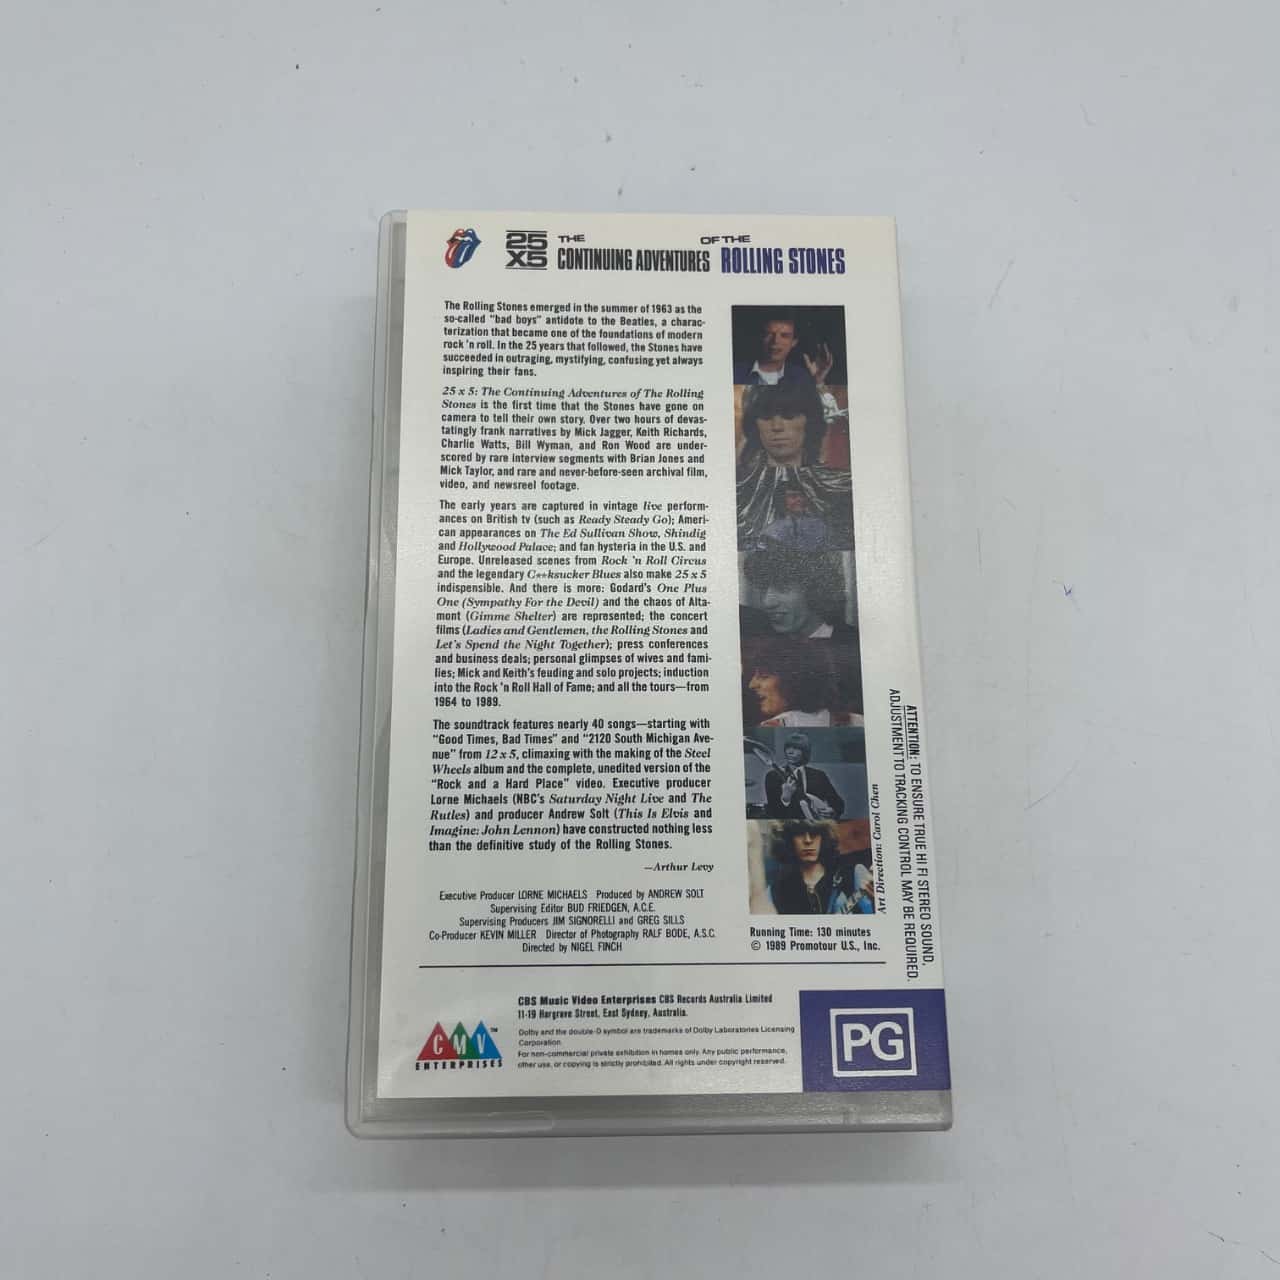 25 THE OF THE
X5 CONTINUING ADVENTURES ROLLING STONES
The Rolling Stones emerged in the summer of 1963 as the
so-called "bad boys" antidote to the Beatles, a charac-
terization that became one of the foundations of modern
rock 'n roll. In the 25 years that followed, the Stones have
succeeded in outraging, mystifying, confusing yet always
inspiring their fans.
25 x 5: The Continuing Adventures of The Rolling
Stones is the first time that the Stones have gone on
camera to tell their own story. Over two hours of devas-
tatingly frank narratives by Mick Jagger, Keith Richards,
Charlie Watts, Bill Wyman, and Ron Wood are under-
scored by rare interview segments with Brian Jones and
Mick Taylor, and rare and never-before-seen archival film,
video, and newsreel footage.
The early years are captured in vintage live perform-
ances on British tv (such as Ready Steady Go); Ameri-
can appearances on The Ed Sullivan Show, Shindig
and Hollywood Palace; and fan hysteria in the U.S. and
Europe. Unreleased scenes from Rock 'n Roll Circus
and the legendary C**ksucker Blues also make 25 x 5
indispensible. And there is more: Godard's One Plus
One (Sympathy For the Devil) and the chaos of Alta-
mont (Gimme Shelter) are represented; the concert
films (Ladies and Gentlemen, the Rolling Stones and
Let's Spend the Night Together); press conferences
and business deals; personal glimpses of wives and fami-
lies; Mick and Keith's feuding and solo projects; induction
into the Rock 'n Roll Hall of Fame; and all the tours—from
1964 to 1989.
The soundtrack features nearly 40 songs—starting with
"Good Times, Bad Times" and "2120 South Michigan Ave-
nue" from 12 x 5, climaxing with the making of the Steel
Wheels album and the complete, unedited version of the
"Rock and a Hard Place" video. Executive producer
Lorne Michaels (NBC's Saturday Night Live and The
Rutles) and producer Andrew Solt (This Is Elvis and
Imagine: John Lennon) have constructed nothing less
than the definitive study of the Rolling Stones.
—Arthur Levy
Executive Producer LORNE MICHAELS Produced by ANDREW SOLT
Supervising Editor BUD FRIEDGEN, A.C.E.
Supervising Producers JIM SIGNORELLI and GREG SILLS
Co-Producer KEVIN MILLER Director of Photography RALF BODE, A.S.C.
Directed by NIGEL FINCH
Art Direction: Carol Chen
Running Time: 130 minutes
© 1989 Promotour U.S., Inc.
ATTENTION: TO ENSURE TRUE HI FI STEREO SOUND,
ADJUSTMENT TO TRACKING CONTROL MAY BE REQUIRED.
CMV™
ENTERPRISES
CBS Music Video Enterprises CBS Records Australia Limited
11-19 Hargrave Street, East Sydney, Australia.
Dolby and the double-D symbol are trademarks of Dolby Laboratories Licensing
Corporation.
For non-commercial private exhibition in homes only. Any public performance,
other use, or copying is strictly prohibited. All rights under copyright reserved.
PG